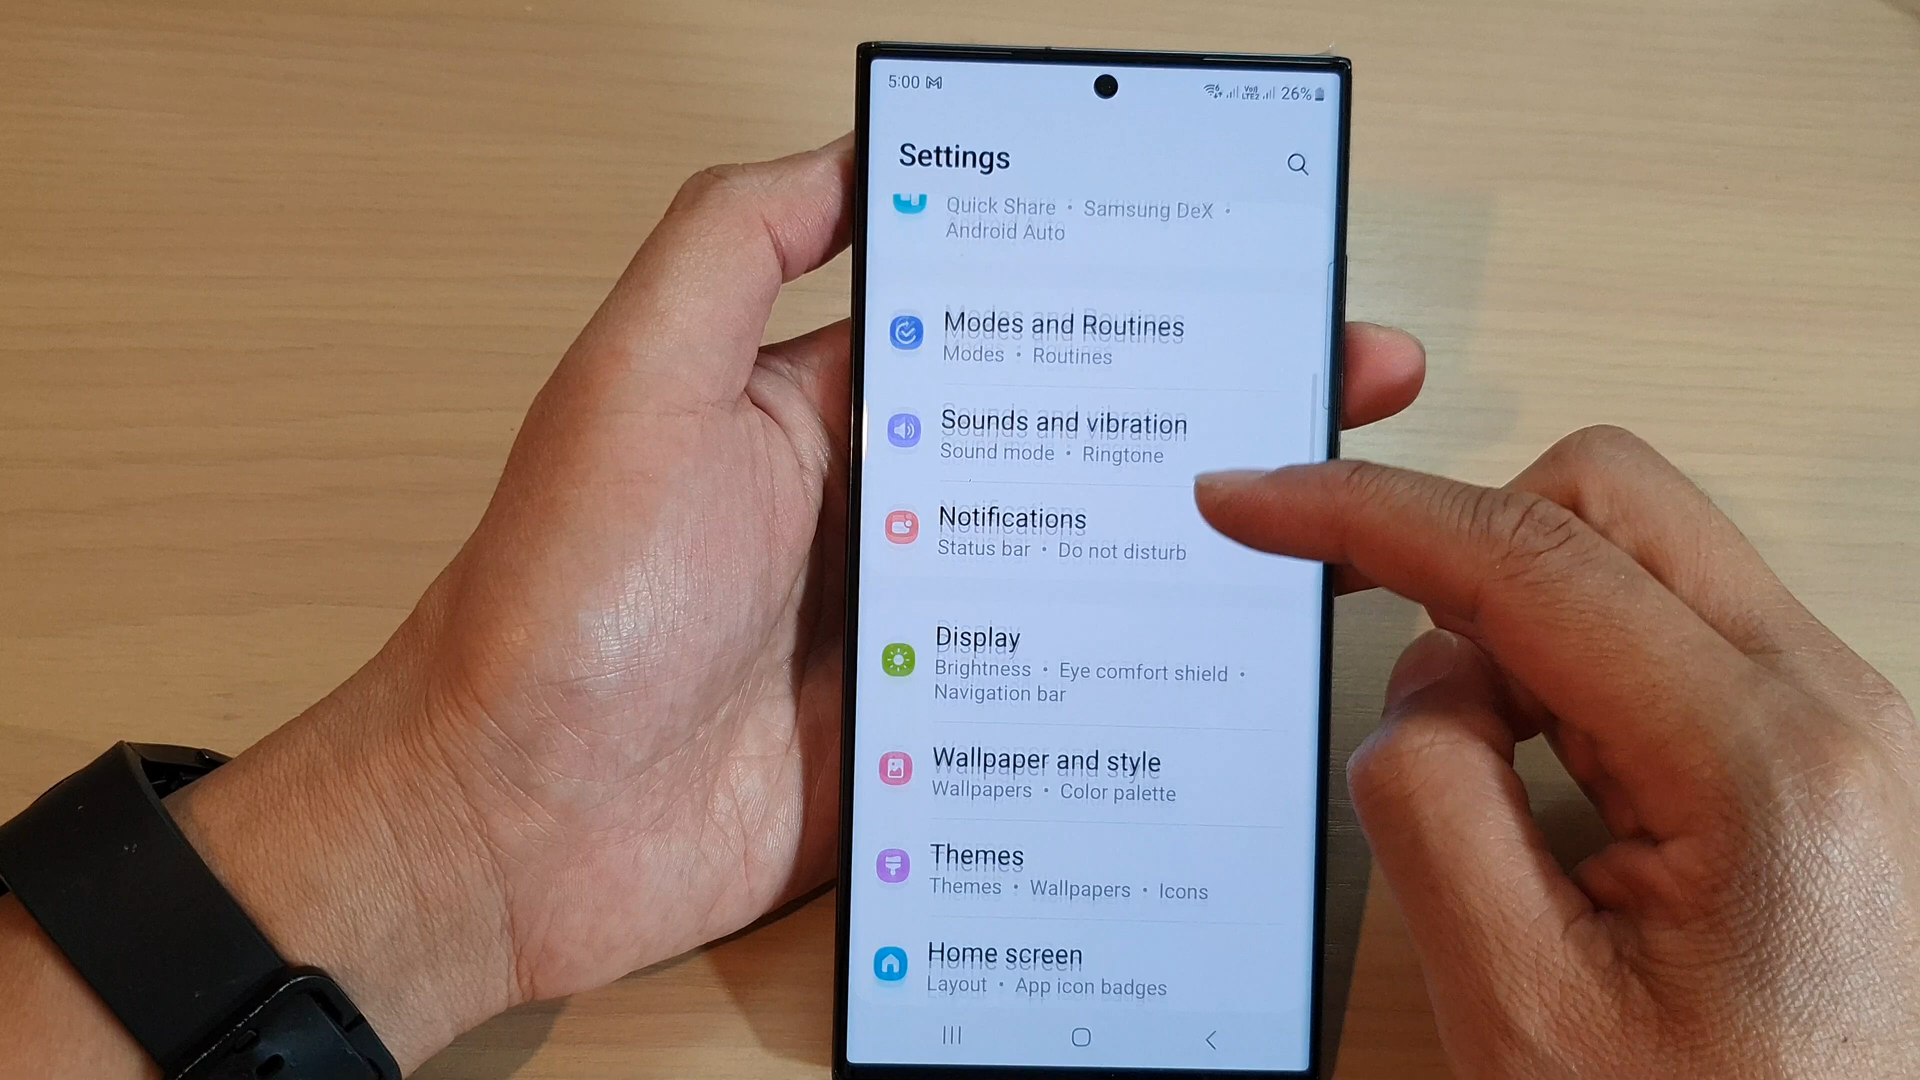 5:00
Vo)) LTE2 26%
Settings
Quick Share • Samsung DeX •
Android Auto
Modes and Routines
Modes • Routines
Sounds and vibration
Sound mode • Ringtone
Notifications
Status bar • Do not disturb
Display
Brightness • Eye comfort shield •
Navigation bar
Wallpaper and style
Wallpapers • Color palette
Themes
Themes • Wallpapers • Icons
Home screen
Layout • App icon badges